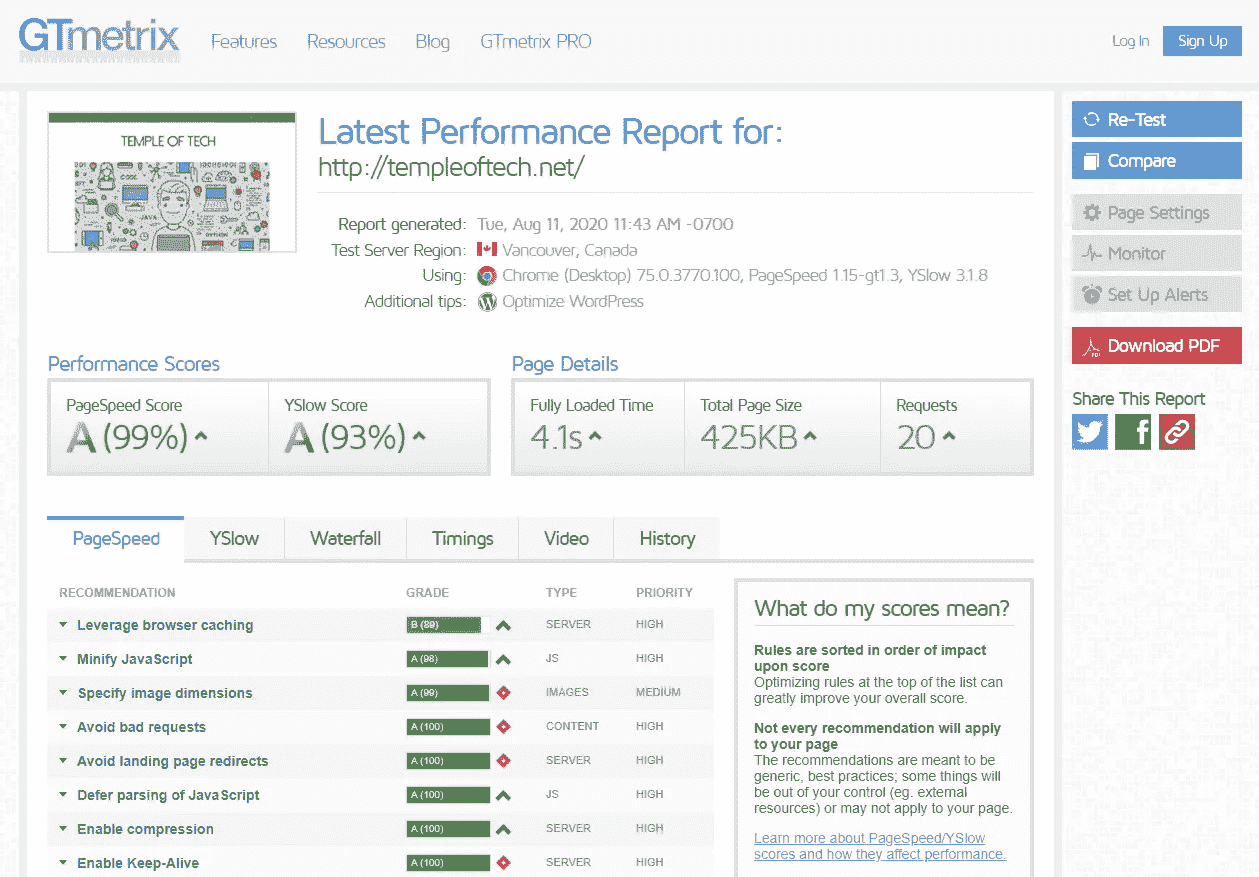 GTmetrix
Features Resources Blog GTmetrix PRO
Log In Sign Up
TEMPLE OF TECH
CODE
JAVA
Latest Performance Report for:
http://templeoftech.net/
Report generated: Tue, Aug 11, 2020 11:43 AM -0700
Test Server Region: Vancouver, Canada
Using: Chrome (Desktop) 75.0.3770.100, PageSpeed 1.15-gt1.3, YSlow 3.1.8
Additional tips: Optimize WordPress
Re-Test
Compare
Page Settings
Monitor
Set Up Alerts
Download PDF
Share This Report
Performance Scores
PageSpeed Score YSlow Score
A (99%) A (93%)
Page Details
Fully Loaded Time Total Page Size Requests
4.1s 425KB 20
PageSpeed YSlow Waterfall Timings Video History
RECOMMENDATION GRADE TYPE PRIORITY
Leverage browser caching B (89) SERVER HIGH
Minify JavaScript A (98) JS HIGH
Specify image dimensions A (99) IMAGES MEDIUM
Avoid bad requests A (100) CONTENT HIGH
Avoid landing page redirects A (100) SERVER HIGH
Defer parsing of JavaScript A (100) JS HIGH
Enable compression A (100) SERVER HIGH
Enable Keep-Alive A (100) SERVER HIGH
What do my scores mean?
Rules are sorted in order of impact
upon score
Optimizing rules at the top of the list can
greatly improve your overall score.
Not every recommendation will apply
to your page
The recommendations are meant to be
generic, best practices; some things will
be out of your control (eg. external
resources) or may not apply to your page.
Learn more about PageSpeed/YSlow
scores and how they affect performance.